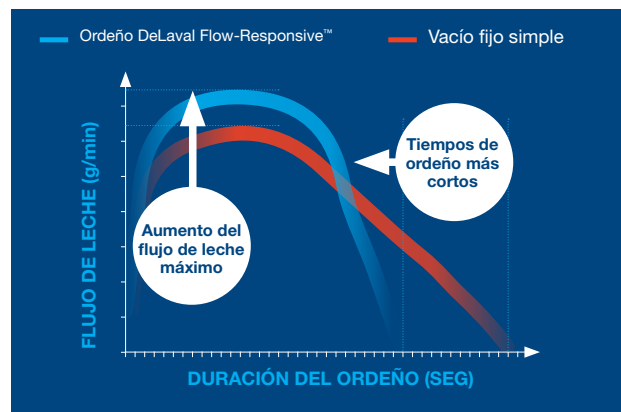 Ordeño DeLaval Flow-Responsive™
Vacío fijo simple
FLUJO DE LECHE (g/min)
Aumento del
flujo de leche
máximo
Tiempos de
ordeño más
cortos
DURACIÓN DEL ORDEÑO (SEG)